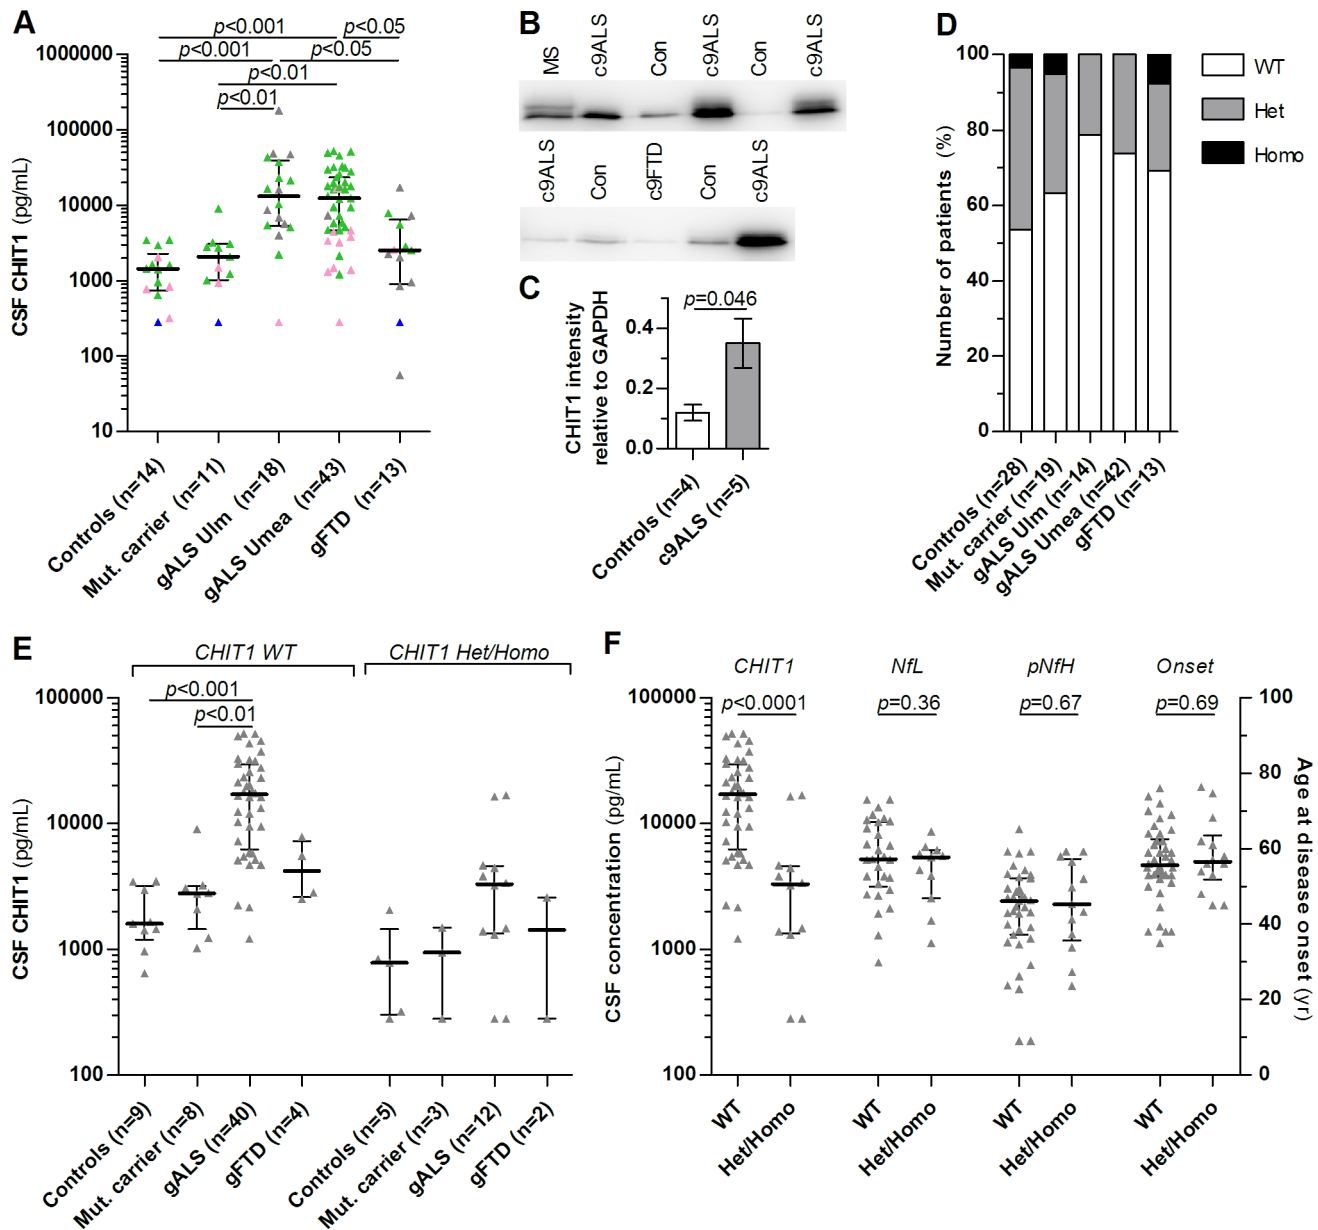 A
p<0.001
p<0.05
p<0.001
p<0.05
p<0.01
p<0.01
CSF CHIT1 (pg/mL)
1000000
100000
10000
1000
100
10
Controls (n=14)
Mut. carrier (n=11)
gALS Ulm (n=18)
gALS Umea (n=43)
gFTD (n=13)
B
MS
c9ALS
Con
c9ALS
Con
c9ALS
c9ALS
Con
c9FTD
Con
c9ALS
C
p=0.046
CHIT1 intensity
relative to GAPDH
0.4
0.2
0.0
Controls (n=4)
c9ALS (n=5)
D
Number of patients (%)
100
80
60
40
20
0
Controls (n=28)
Mut. carrier (n=19)
gALS Ulm (n=14)
gALS Umea (n=42)
gFTD (n=13)
WT
Het
Homo
E
CHIT1 WT
CHIT1 Het/Homo
p<0.001
p<0.01
CSF CHIT1 (pg/mL)
100000
10000
1000
100
Controls (n=9)
Mut. carrier (n=8)
gALS (n=40)
gFTD (n=4)
Controls (n=5)
Mut. carrier (n=3)
gALS (n=12)
gFTD (n=2)
F
CHIT1
NfL
pNfH
Onset
p<0.0001
p=0.36
p=0.67
p=0.69
CSF concentration (pg/mL)
100000
10000
1000
100
100
80
60
40
20
0
Age at disease onset (yr)
WT
Het/Homo
WT
Het/Homo
WT
Het/Homo
WT
Het/Homo